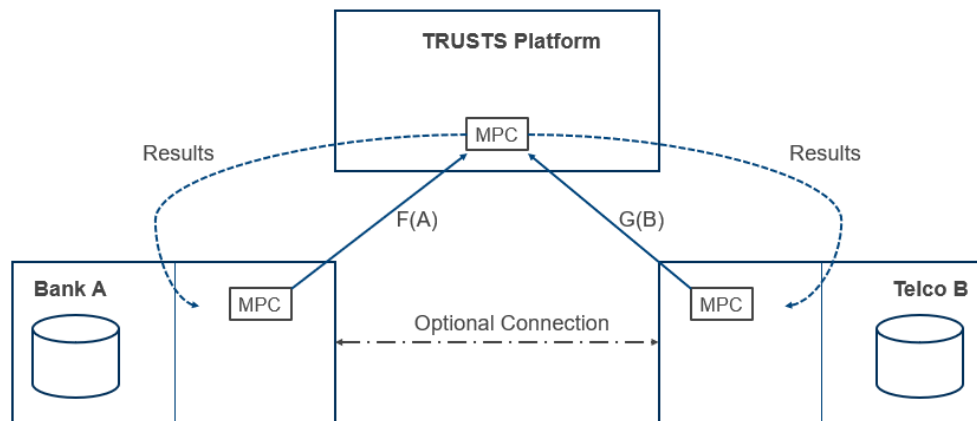 TRUSTS Platform
MPC
Results
Results
F(A)
G(B)
Bank A
MPC
MPC
Telco B
Optional Connection